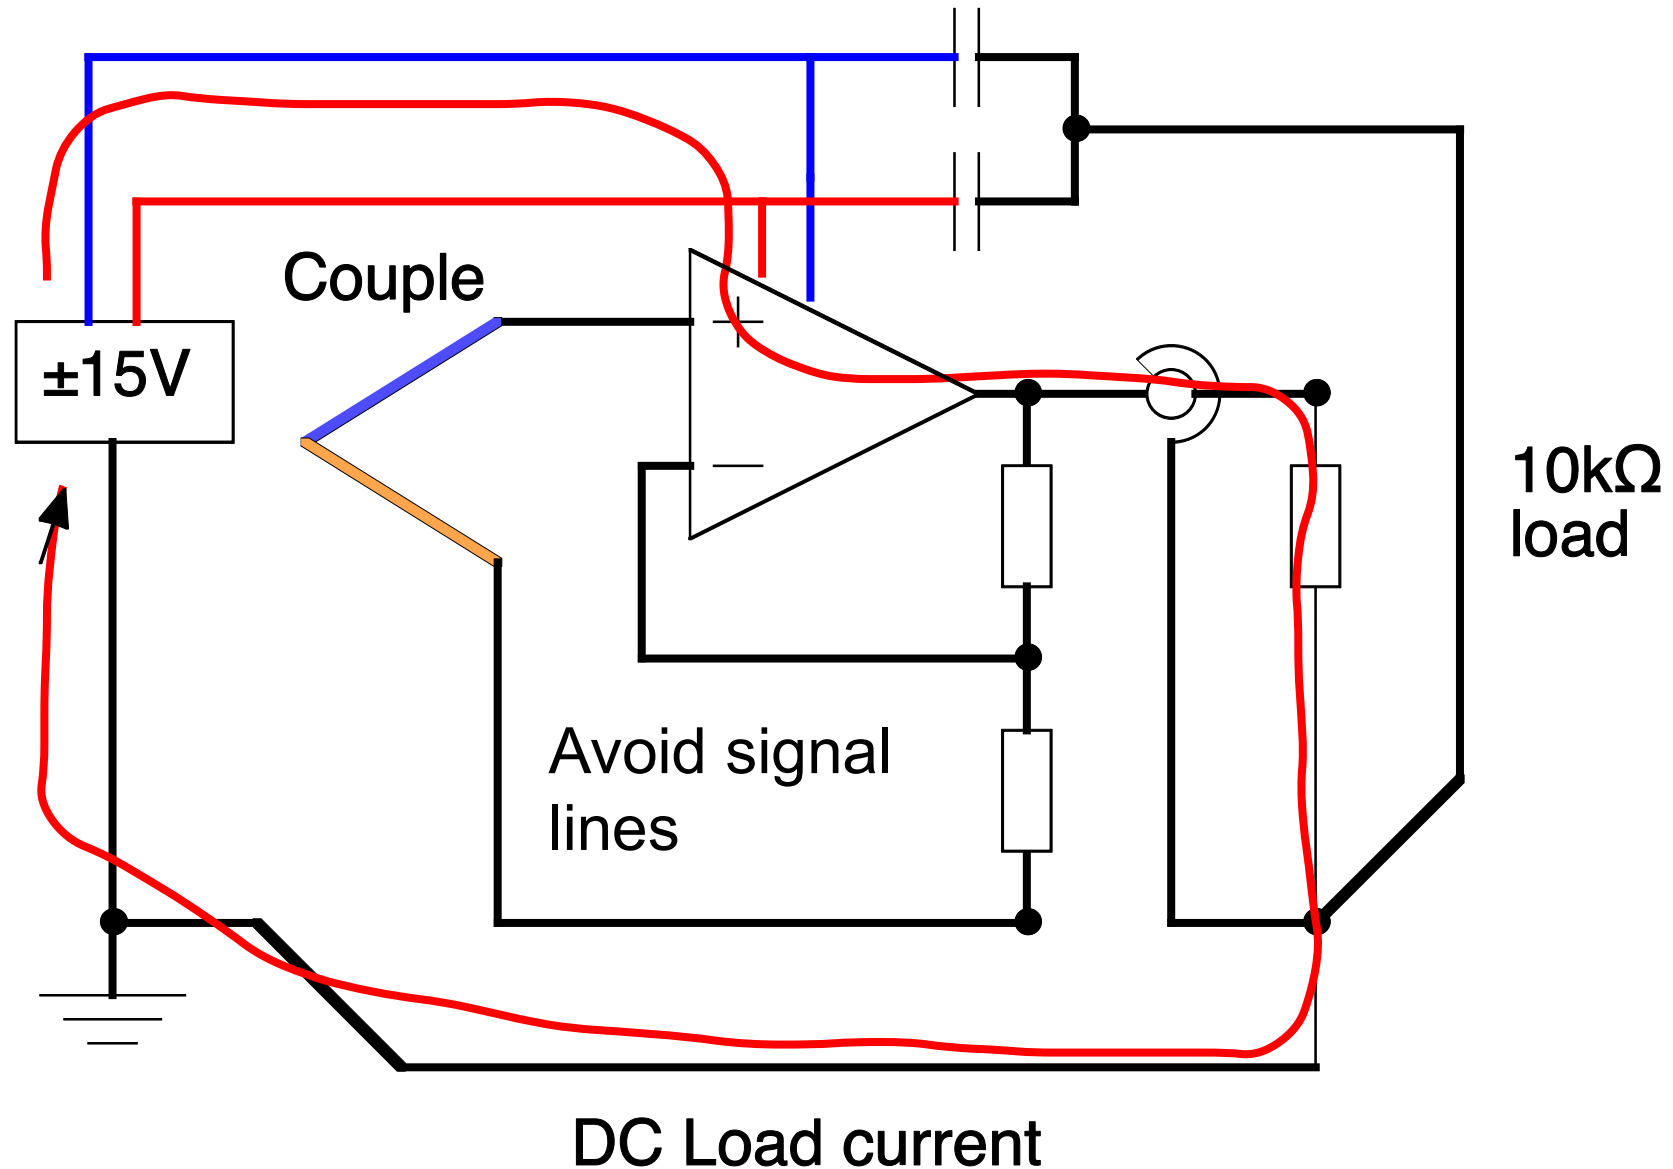 Couple
±15V
10kΩ
load
Avoid signal
lines
DC Load current